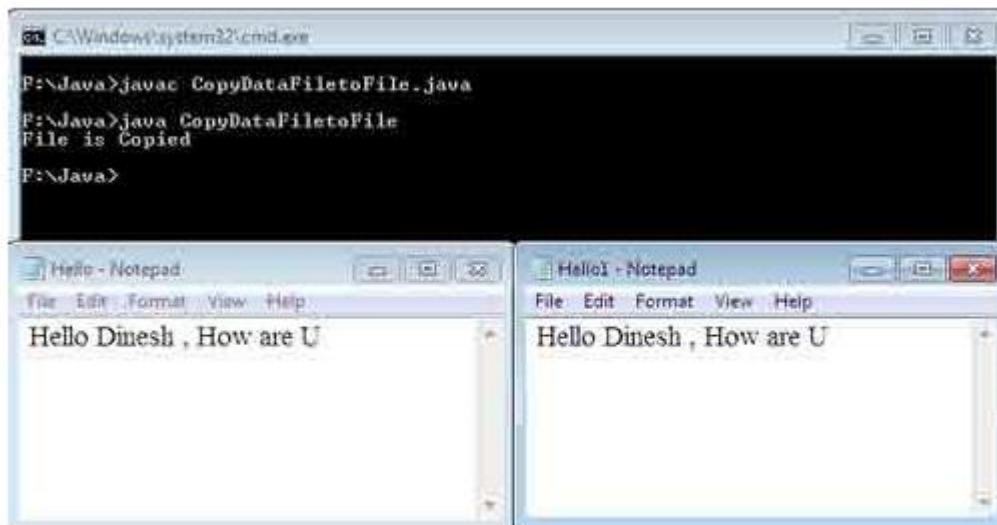 C:\Windows\system32\cmd.exe
F:\Java>javac CopyDataFiletoFile.java
F:\Java>java CopyDataFiletoFile
File is Copied
F:\Java>
Hello - Notepad
File Edit Format View Help
Hello Dinesh , How are U
Hello1 - Notepad
File Edit Format View Help
Hello Dinesh , How are U